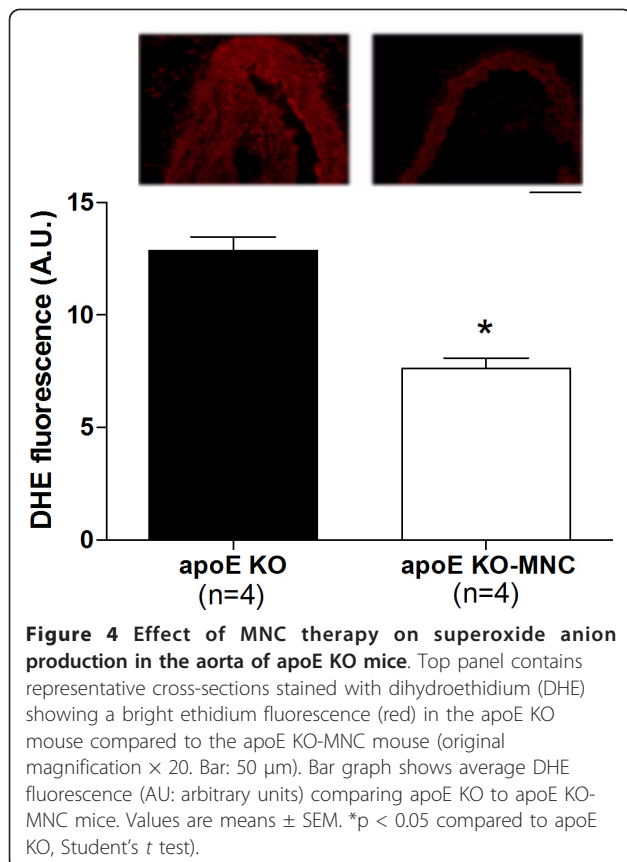 15
10
5
0
DHE fluorescence (A.U.)
*
apoE KO
(n=4)
apoE KO-MNC
(n=4)
Figure 4 Effect of MNC therapy on superoxide anion
production in the aorta of apoE KO mice. Top panel contains
representative cross-sections stained with dihydroethidium (DHE)
showing a bright ethidium fluorescence (red) in the apoE KO
mouse compared to the apoE KO-MNC mouse (original
magnification × 20. Bar: 50 μm). Bar graph shows average DHE
fluorescence (AU: arbitrary units) comparing apoE KO to apoE KO-
MNC mice. Values are means ± SEM. *p < 0.05 compared to apoE
KO, Student's t test).